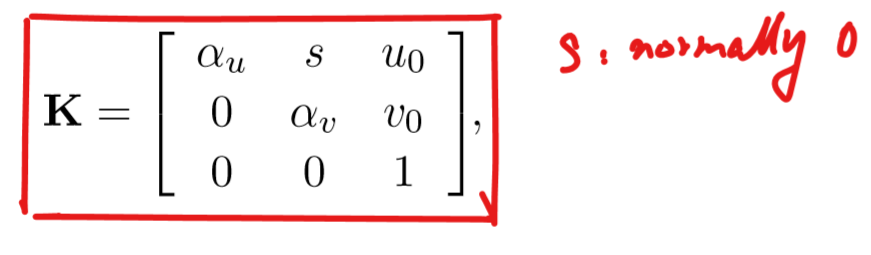 K = [ α_u s u_0 ; 0 α_v v_0 ; 0 0 1 ],
s : normally 0